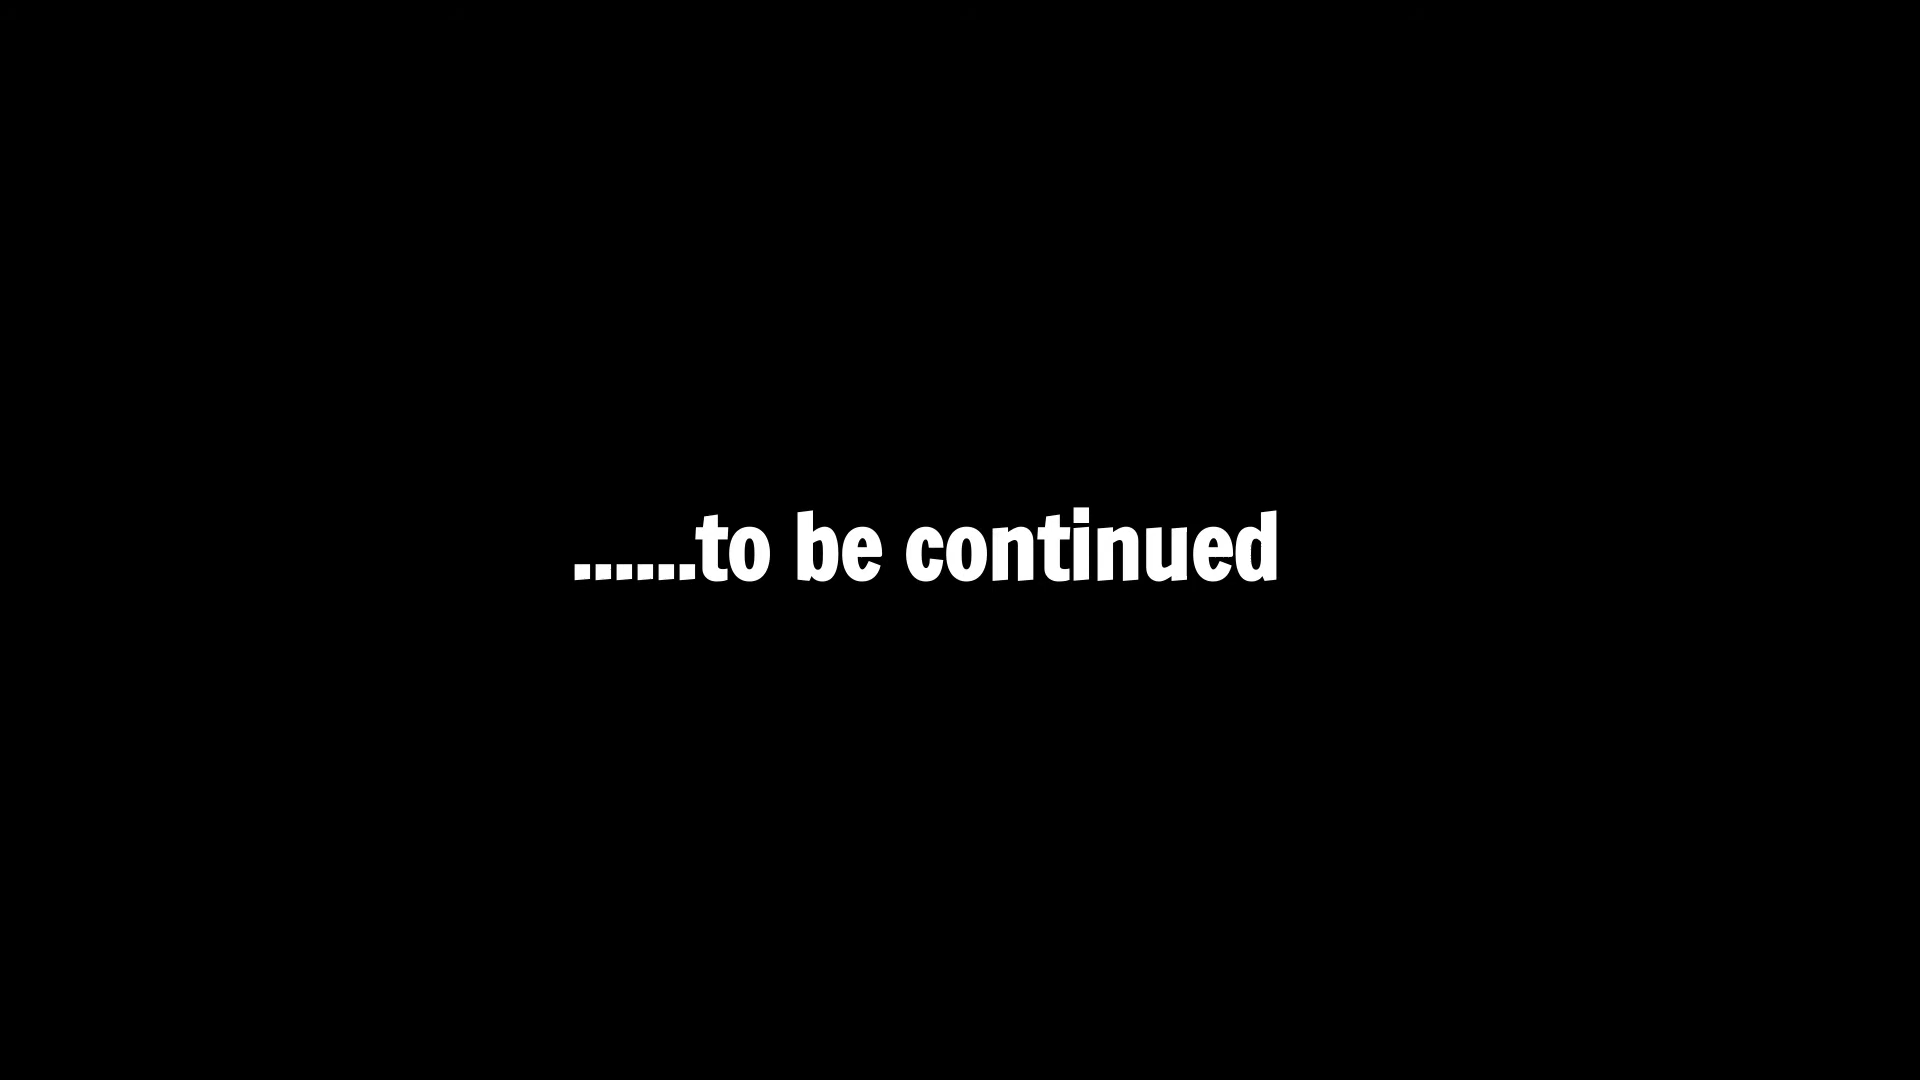 ......to be continued